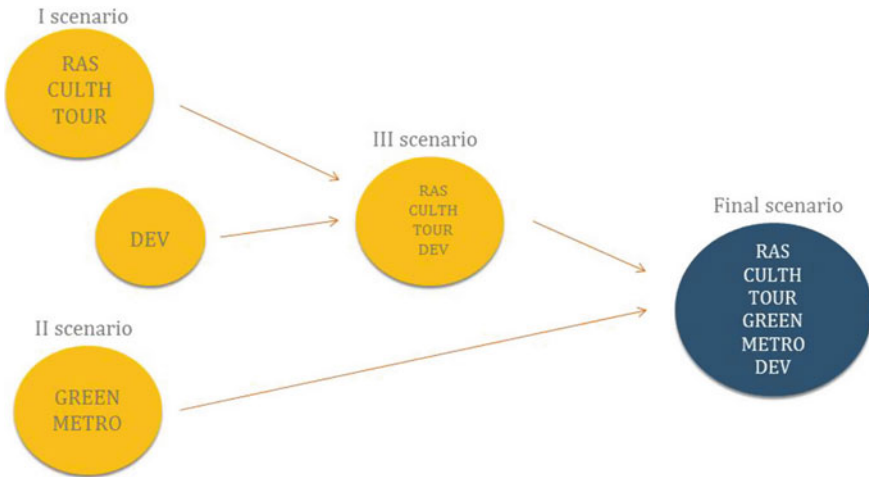 I scenario
RAS
CULTH
TOUR
DEV
II scenario
GREEN
METRO
III scenario
RAS
CULTH
TOUR
DEV
Final scenario
RAS
CULTH
TOUR
GREEN
METRO
DEV